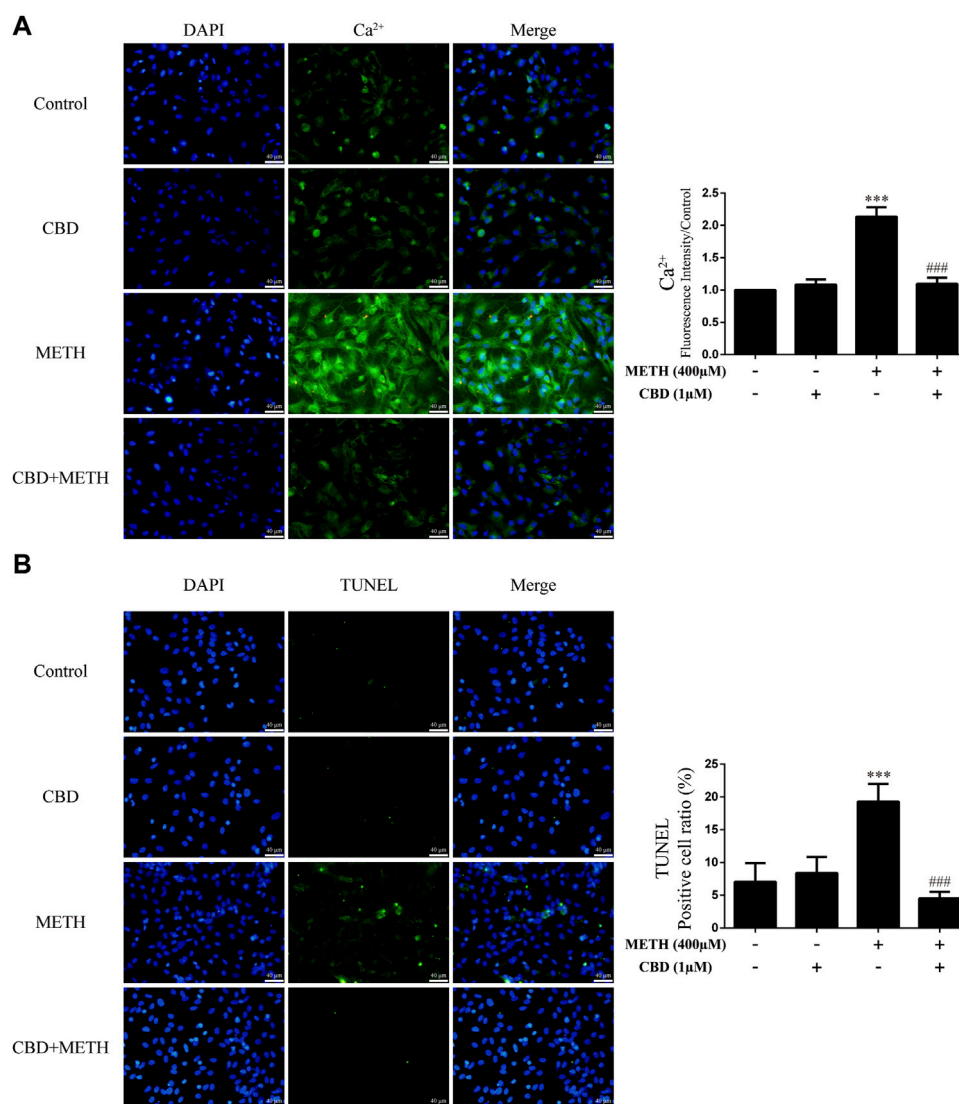 A
DAPI Ca²⁺ Merge
Control
40 μm 40 μm 40 μm
CBD
40 μm 40 μm 40 μm
METH
40 μm 40 μm 40 μm
CBD+METH
40 μm 40 μm 40 μm
Ca²⁺
Fluorescence Intensity/Control
2.5
2.0
1.5
1.0
0.5
0.0
***
###
METH (400μM) - - + +
CBD (1μM) - + - +
B
DAPI TUNEL Merge
Control
40 μm 40 μm 40 μm
CBD
40 μm 40 μm 40 μm
METH
40 μm 40 μm 40 μm
CBD+METH
40 μm 40 μm 40 μm
TUNEL
Positive cell ratio (%)
25
20
15
10
5
0
***
###
METH (400μM) - - + +
CBD (1μM) - + - +